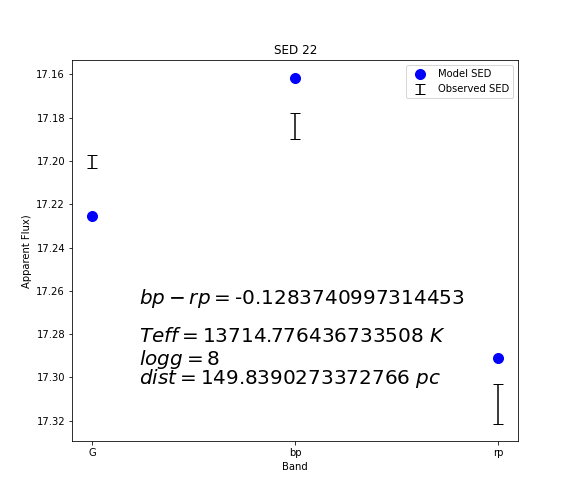 SED 22
Model SED
Observed SED
17.16
17.18
17.20
17.22
17.24
17.26
17.28
17.30
17.32
Apparent Flux)
bp − rp = -0.1283740997314453
Teff = 13714.776436733508 K
logg = 8
dist = 149.8390273372766 pc
G bp rp
Band